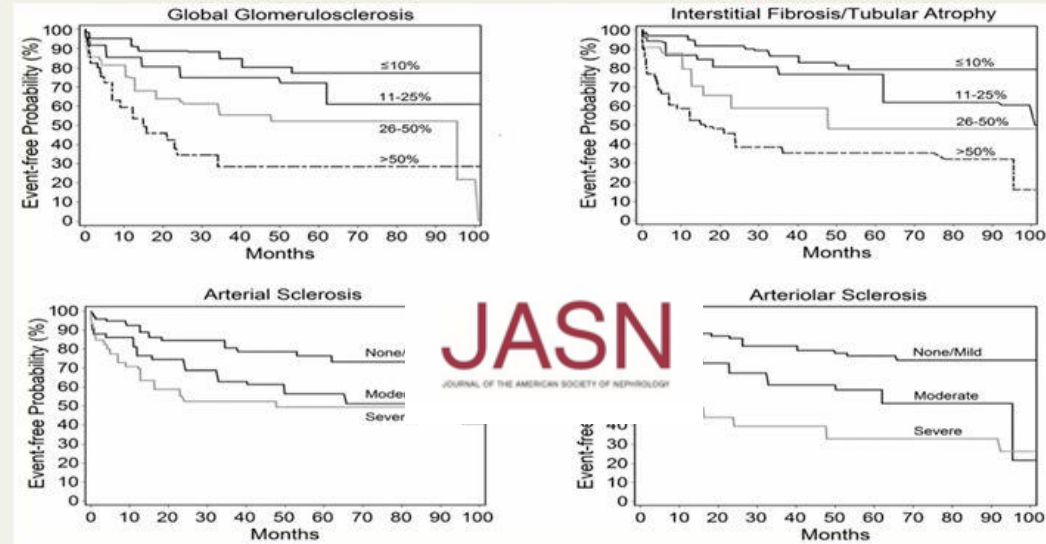 Global Glomerulosclerosis
Event-free Probability (%)
100
90
80
70
60
50
40
30
20
10
0
≤10%
11-25%
26-50%
>50%
0 10 20 30 40 50 60 70 80 90 100
Months
Interstitial Fibrosis/Tubular Atrophy
Event-free Probability (%)
100
90
80
70
60
50
40
30
20
10
0
≤10%
11-25%
26-50%
>50%
0 10 20 30 40 50 60 70 80 90 100
Months
Arterial Sclerosis
Event-free Probability (%)
100
90
80
70
60
50
40
30
20
10
0
None/
Moder
Sever
0 10 20 30 40 50 60 70 80 90 100
Months
JASN
JOURNAL OF THE AMERICAN SOCIETY OF NEPHROLOGY
Arteriolar Sclerosis
Event-free
40
30
20
10
0
None/Mild
Moderate
Severe
0 10 20 30 40 50 60 70 80 90 100
Months